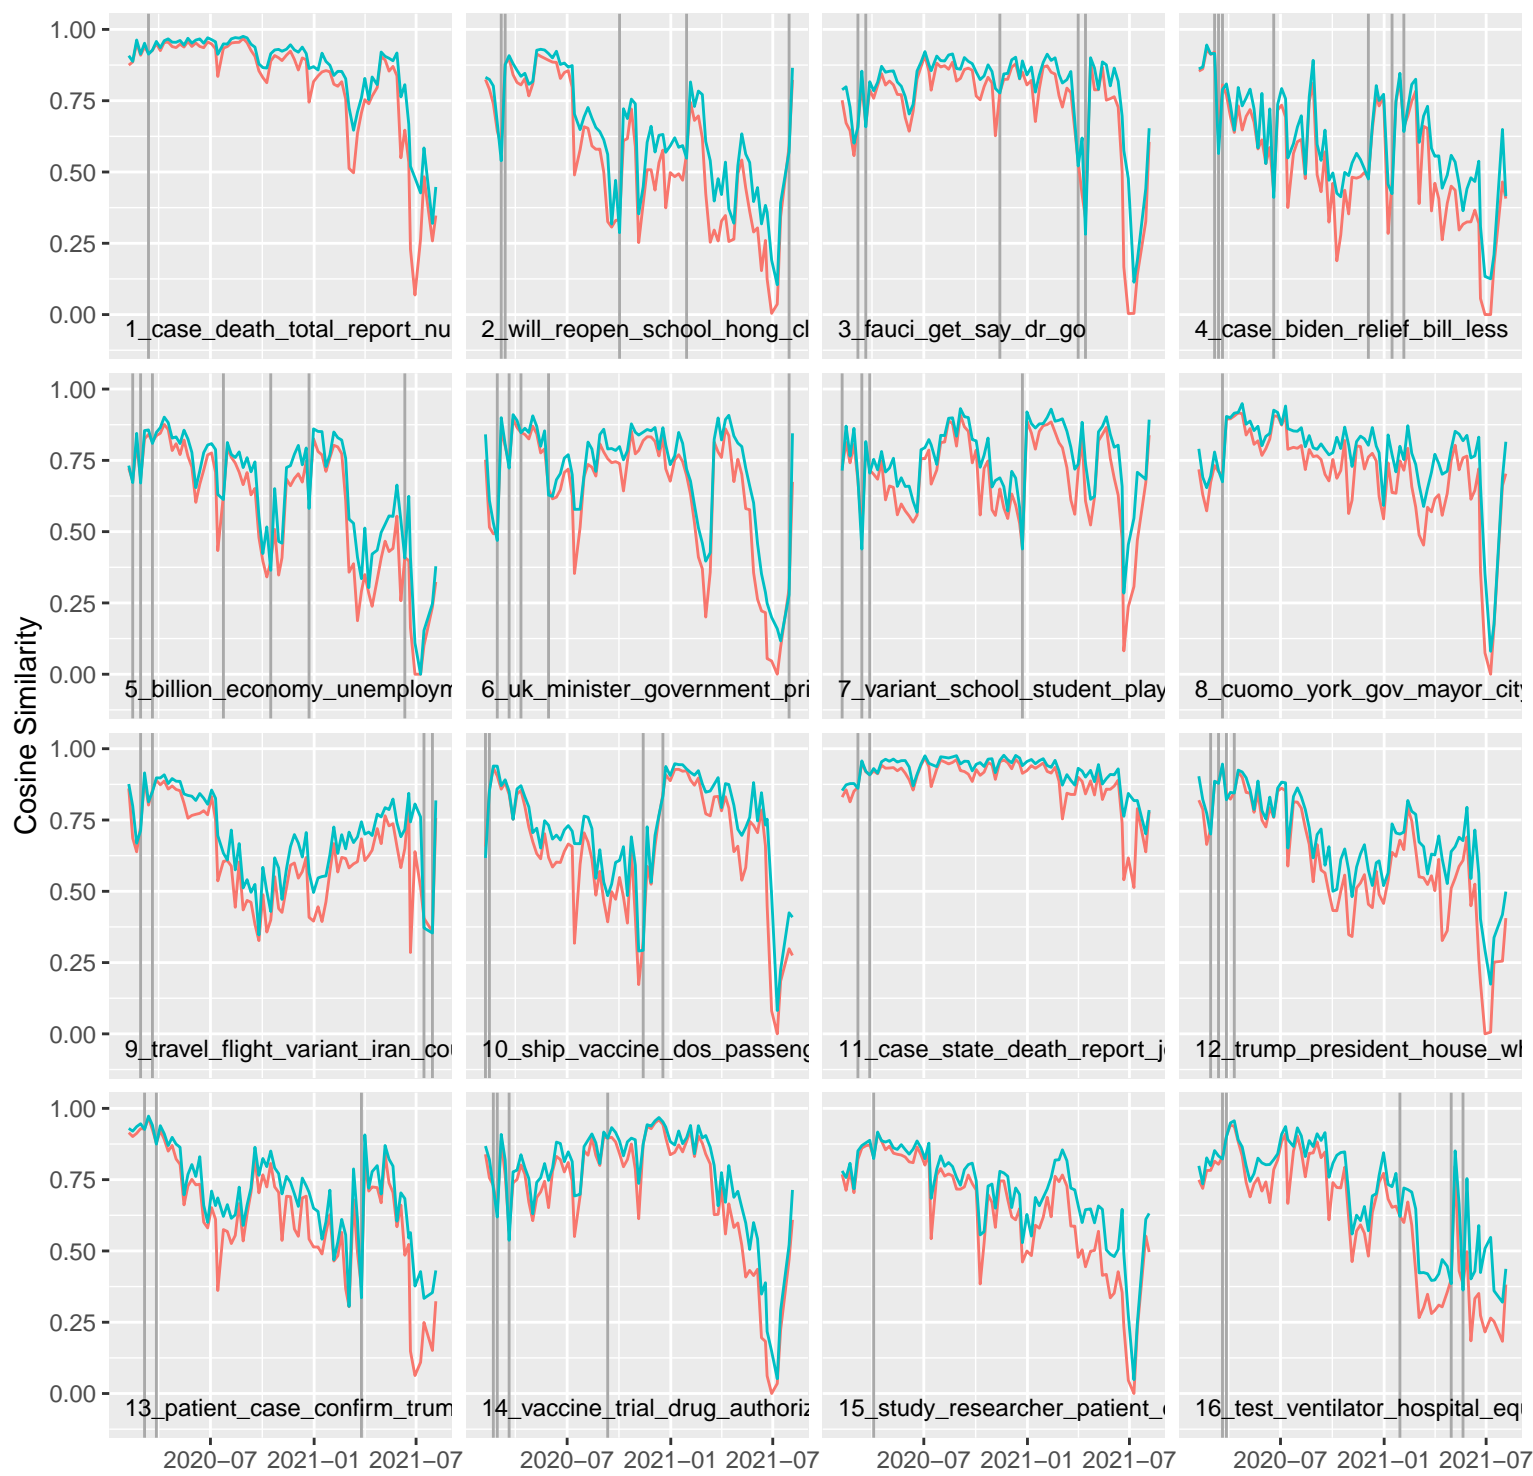 Cosine Similarity
1.00
0.75
0.50
0.25
0.00
1_case_death_total_report_nu
2_will_reopen_school_hong_cl
3_fauci_get_say_dr_go
4_case_biden_relief_bill_less
1.00
0.75
0.50
0.25
0.00
5_billion_economy_unemploym
6_uk_minister_government_pri
7_variant_school_student_play
8_cuomo_york_gov_mayor_city
1.00
0.75
0.50
0.25
0.00
9_travel_flight_variant_iran_cou
10_ship_vaccine_dos_passeng
11_case_state_death_report_j
12_trump_president_house_wh
1.00
0.75
0.50
0.25
0.00
13_patient_case_confirm_trum
14_vaccine_trial_drug_authoriz
15_study_researcher_patient_
16_test_ventilator_hospital_equ
2020−07 2021−01 2021−07 2020−07 2021−01 2021−07 2020−07 2021−01 2021−07 2020−07 2021−01 2021−07